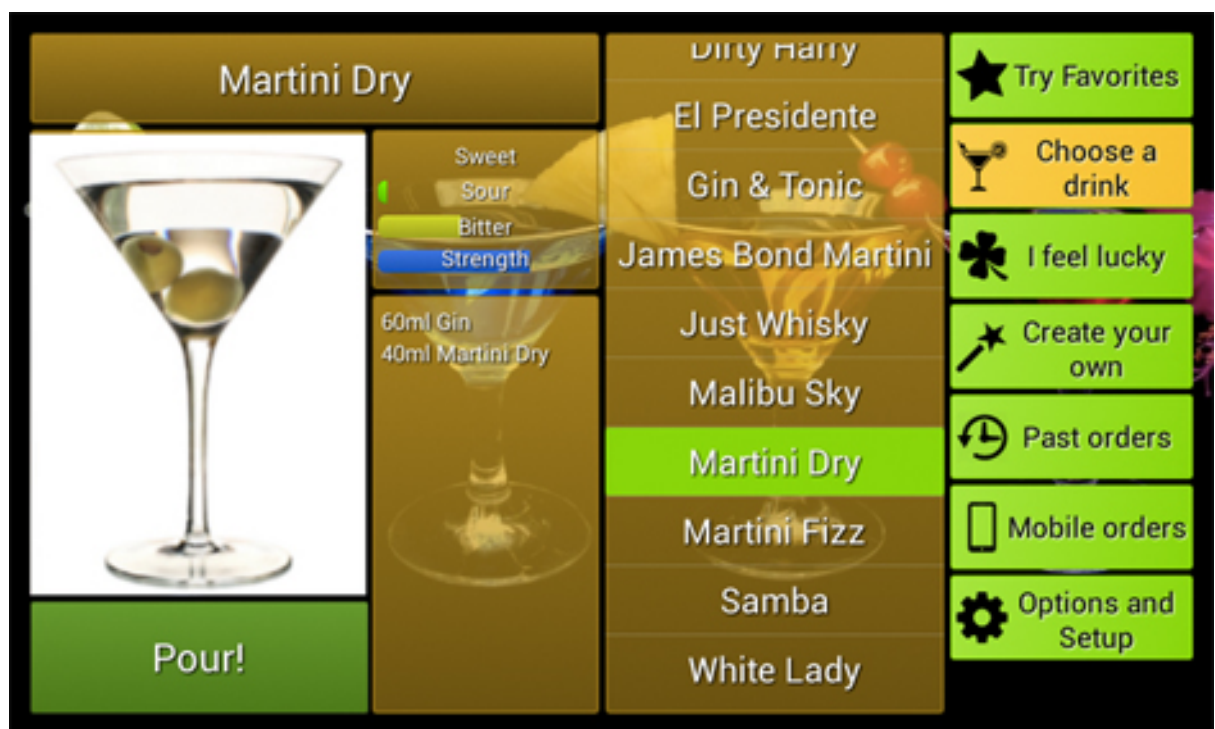 Martini Dry
Sweet
Sour
Bitter
Strength
60ml Gin
40ml Martini Dry
Pour!
Dirty Harry
El Presidente
Gin & Tonic
James Bond Martini
Just Whisky
Malibu Sky
Martini Dry
Martini Fizz
Samba
White Lady
Try Favorites
Choose a
drink
I feel lucky
Create your
own
Past orders
Mobile orders
Options and
Setup